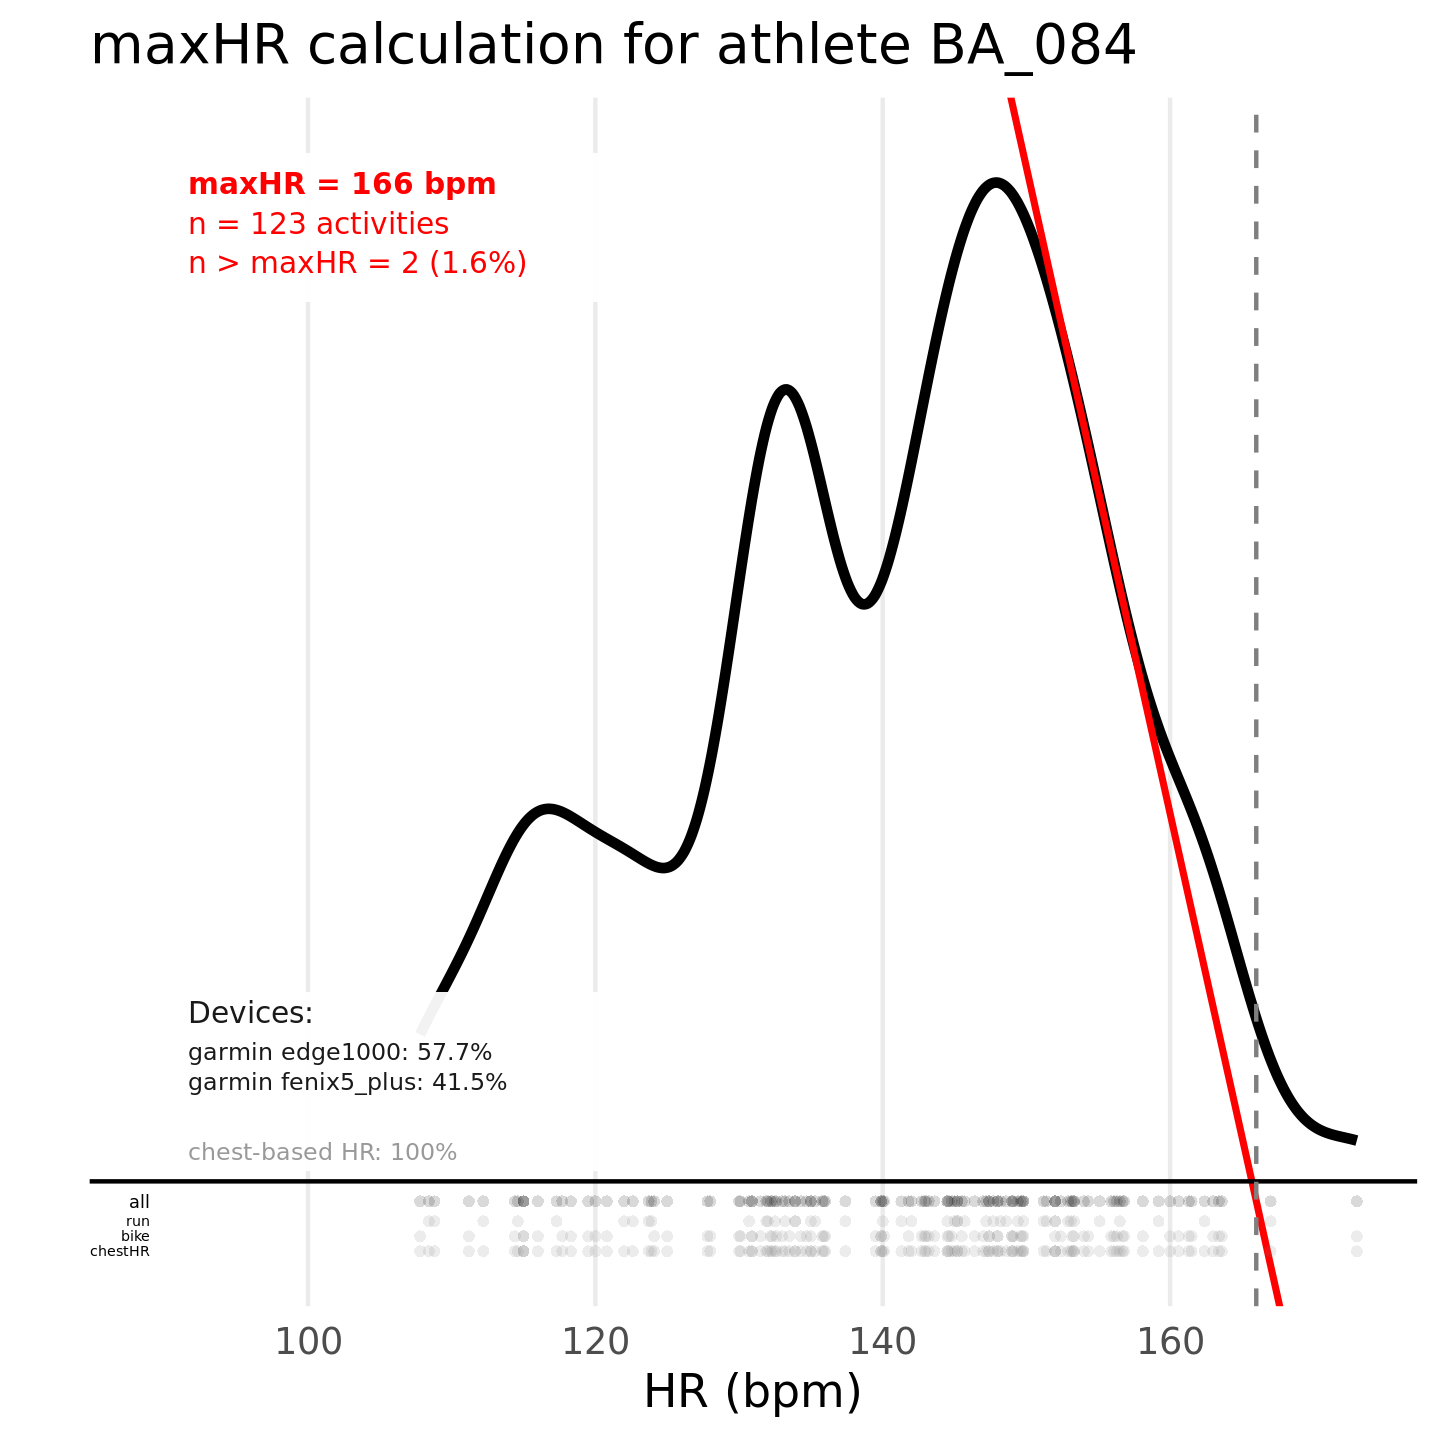 maxHR calculation for athlete BA_084
maxHR = 166 bpm
n = 123 activities
n > maxHR = 2 (1.6%)
Devices:
garmin edge1000: 57.7%
garmin fenix5_plus: 41.5%
chest-based HR: 100%
all
run
bike
chestHR
100 120 140 160
HR (bpm)